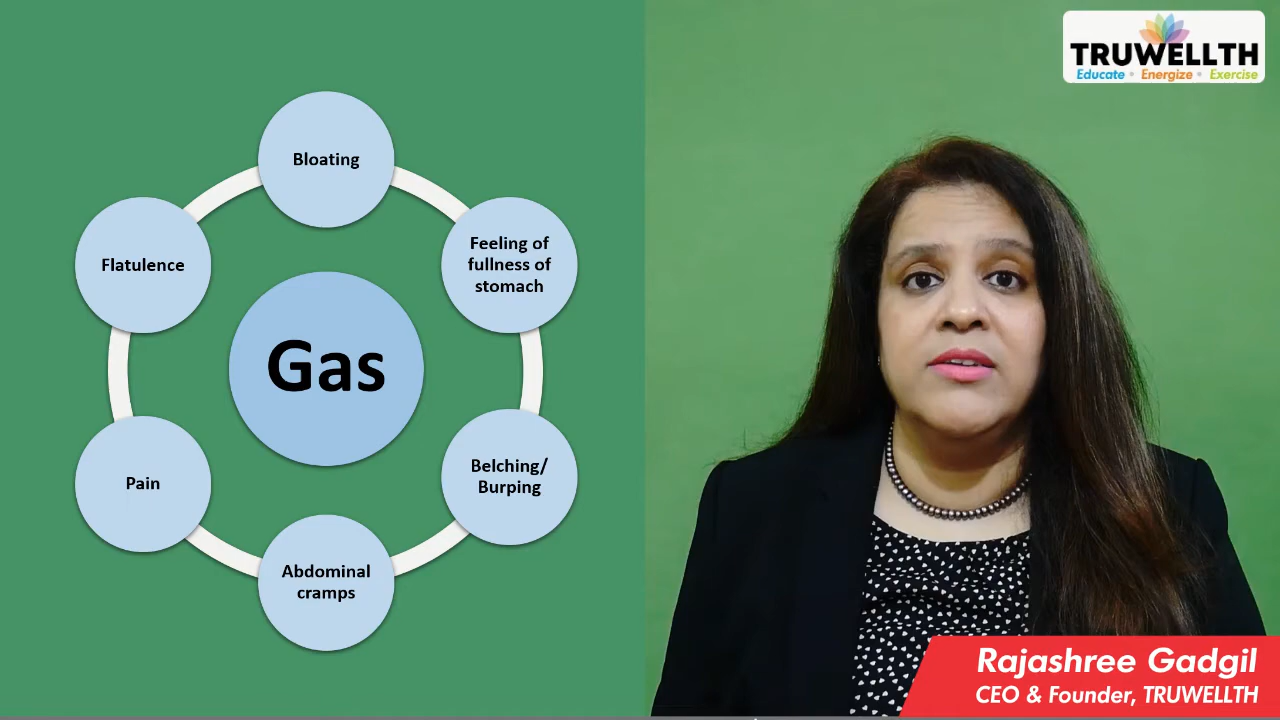 Bloating
Feeling of
fullness of
stomach
Belching/
Burping
Abdominal
cramps
Pain
Flatulence
Gas
TRUWELLTH
Educate • Energize • Exercise
Rajashree Gadgil
CEO & Founder, TRUWELLTH